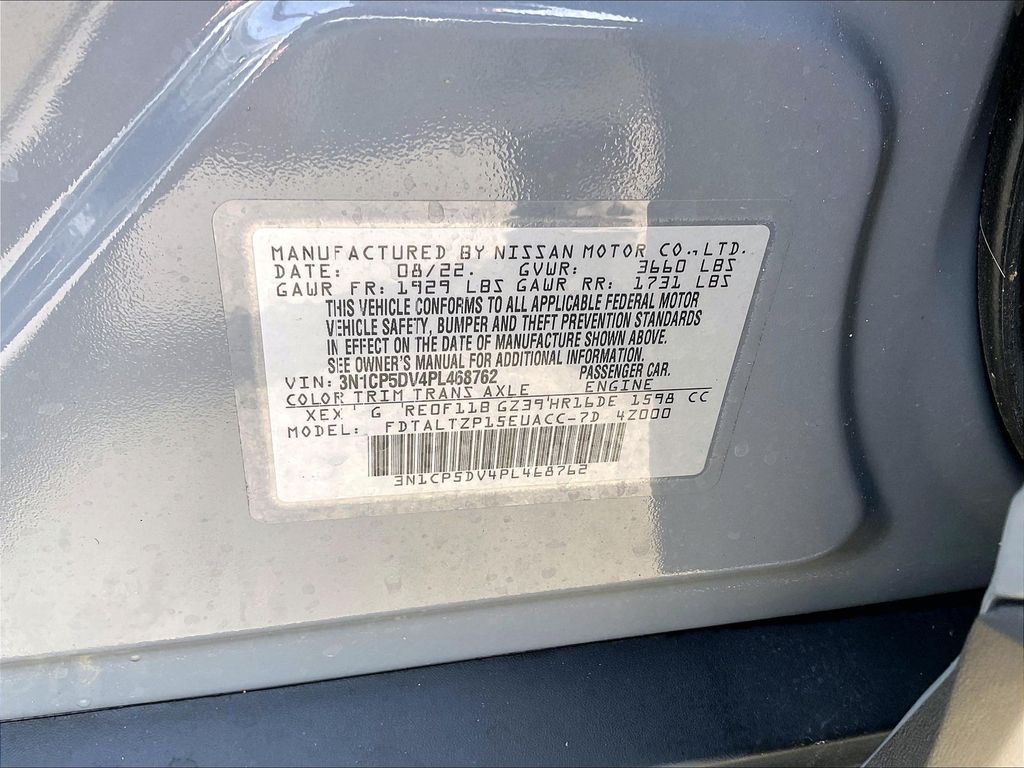 MANUFACTURED BY NISSAN MOTOR CO.,LTD.
DATE: 08/22. GVWR: 3660 LBS
GAWR FR: 1929 LBS GAWR RR: 1731 LBS
THIS VEHICLE CONFORMS TO ALL APPLICABLE FEDERAL MOTOR
VEHICLE SAFETY, BUMPER AND THEFT PREVENTION STANDARDS
IN EFFECT ON THE DATE OF MANUFACTURE SHOWN ABOVE.
SEE OWNER'S MANUAL FOR ADDITIONAL INFORMATION.
VIN: 3N1CP5DV4PL468762 PASSENGER CAR.
COLOR TRIM TRANS AXLE ENGINE
XEX G RE0F11B GZ39 HR16DE 1598 CC
MODEL: FDTALTZP15EUACC-7D 4Z000
3N1CP5DV4PL468762